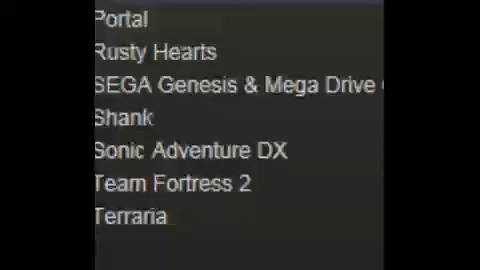 Portal
Rusty Hearts
SEGA Genesis & Mega Drive
Shank
Sonic Adventure DX
Team Fortress 2
Terraria